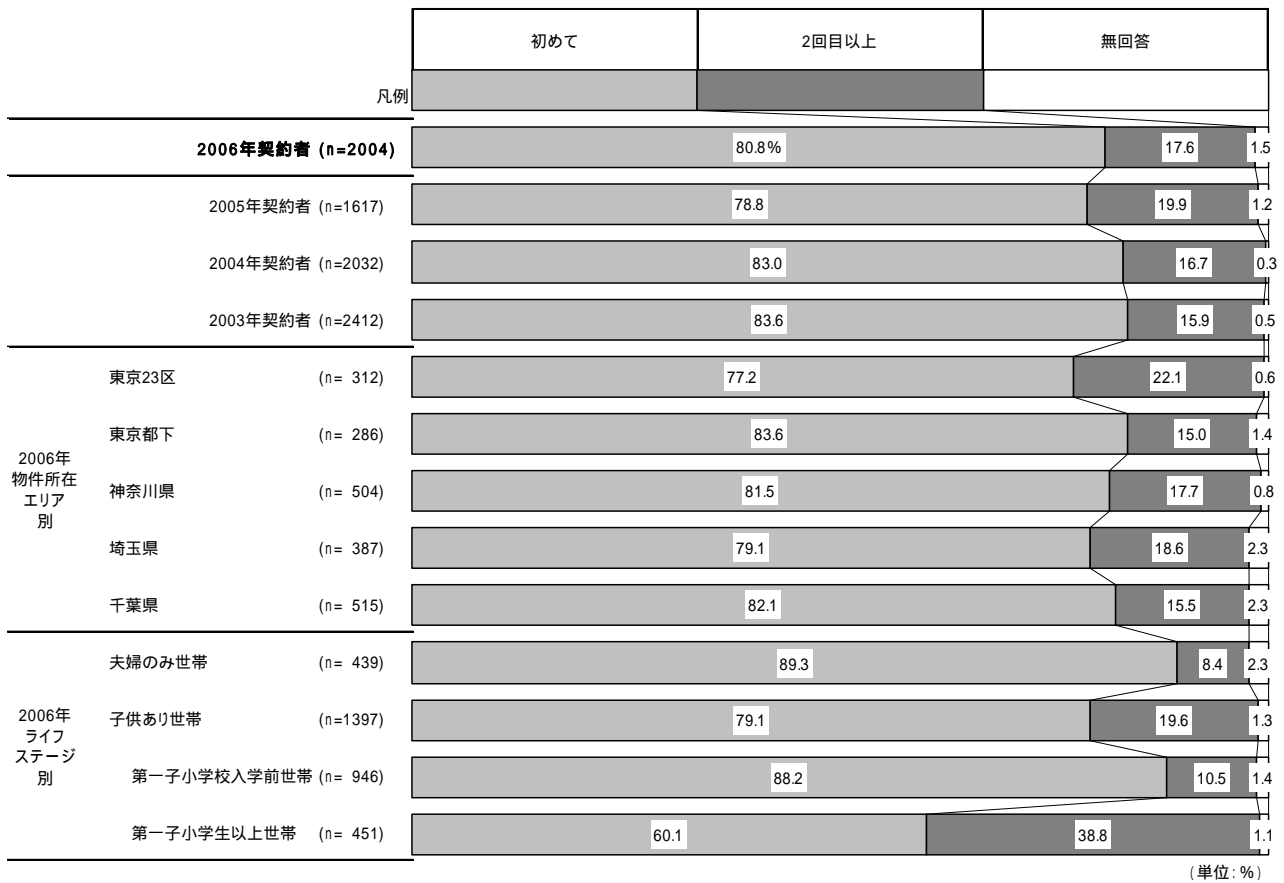 初めて 2回目以上 無回答
凡例
2006年契約者 (n=2004) 80.8% 17.6 1.5
2005年契約者 (n=1617) 78.8 19.9 1.2
2004年契約者 (n=2032) 83.0 16.7 0.3
2003年契約者 (n=2412) 83.6 15.9 0.5
2006年
物件所在
エリア
別
東京23区 (n= 312) 77.2 22.1 0.6
東京都下 (n= 286) 83.6 15.0 1.4
神奈川県 (n= 504) 81.5 17.7 0.8
埼玉県 (n= 387) 79.1 18.6 2.3
千葉県 (n= 515) 82.1 15.5 2.3
2006年
ライフ
ステージ
別
夫婦のみ世帯 (n= 439) 89.3 8.4 2.3
子供あり世帯 (n=1397) 79.1 19.6 1.3
第一子小学校入学前世帯 (n= 946) 88.2 10.5 1.4
第一子小学生以上世帯 (n= 451) 60.1 38.8 1.1
(単位:%)